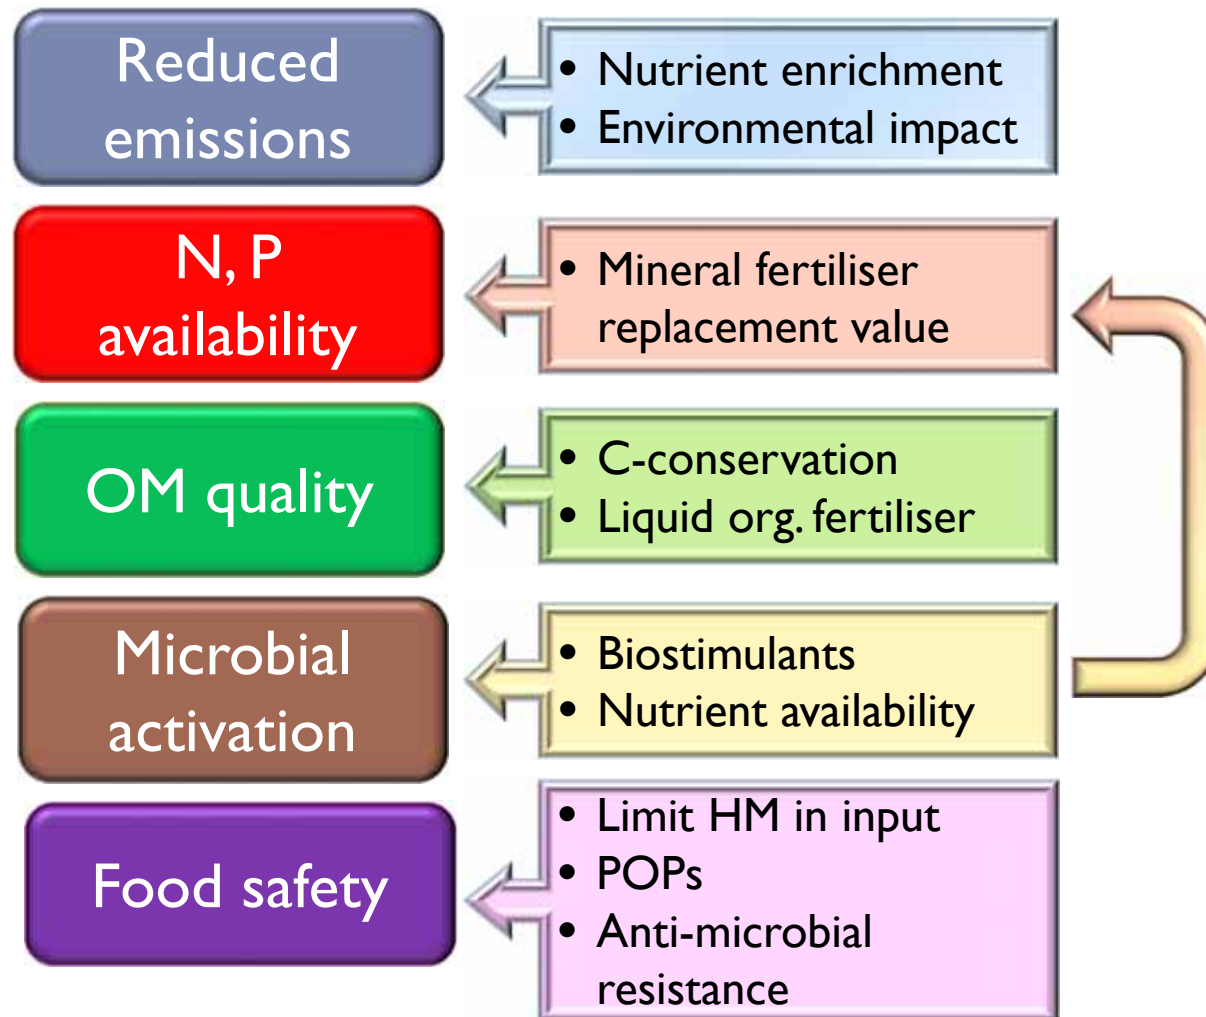 Reduced
emissions
• Nutrient enrichment
• Environmental impact
N, P
availability
• Mineral fertiliser
replacement value
OM quality
• C-conservation
• Liquid org. fertiliser
Microbial
activation
• Biostimulants
• Nutrient availability
Food safety
• Limit HM in input
• POPs
• Anti-microbial
resistance